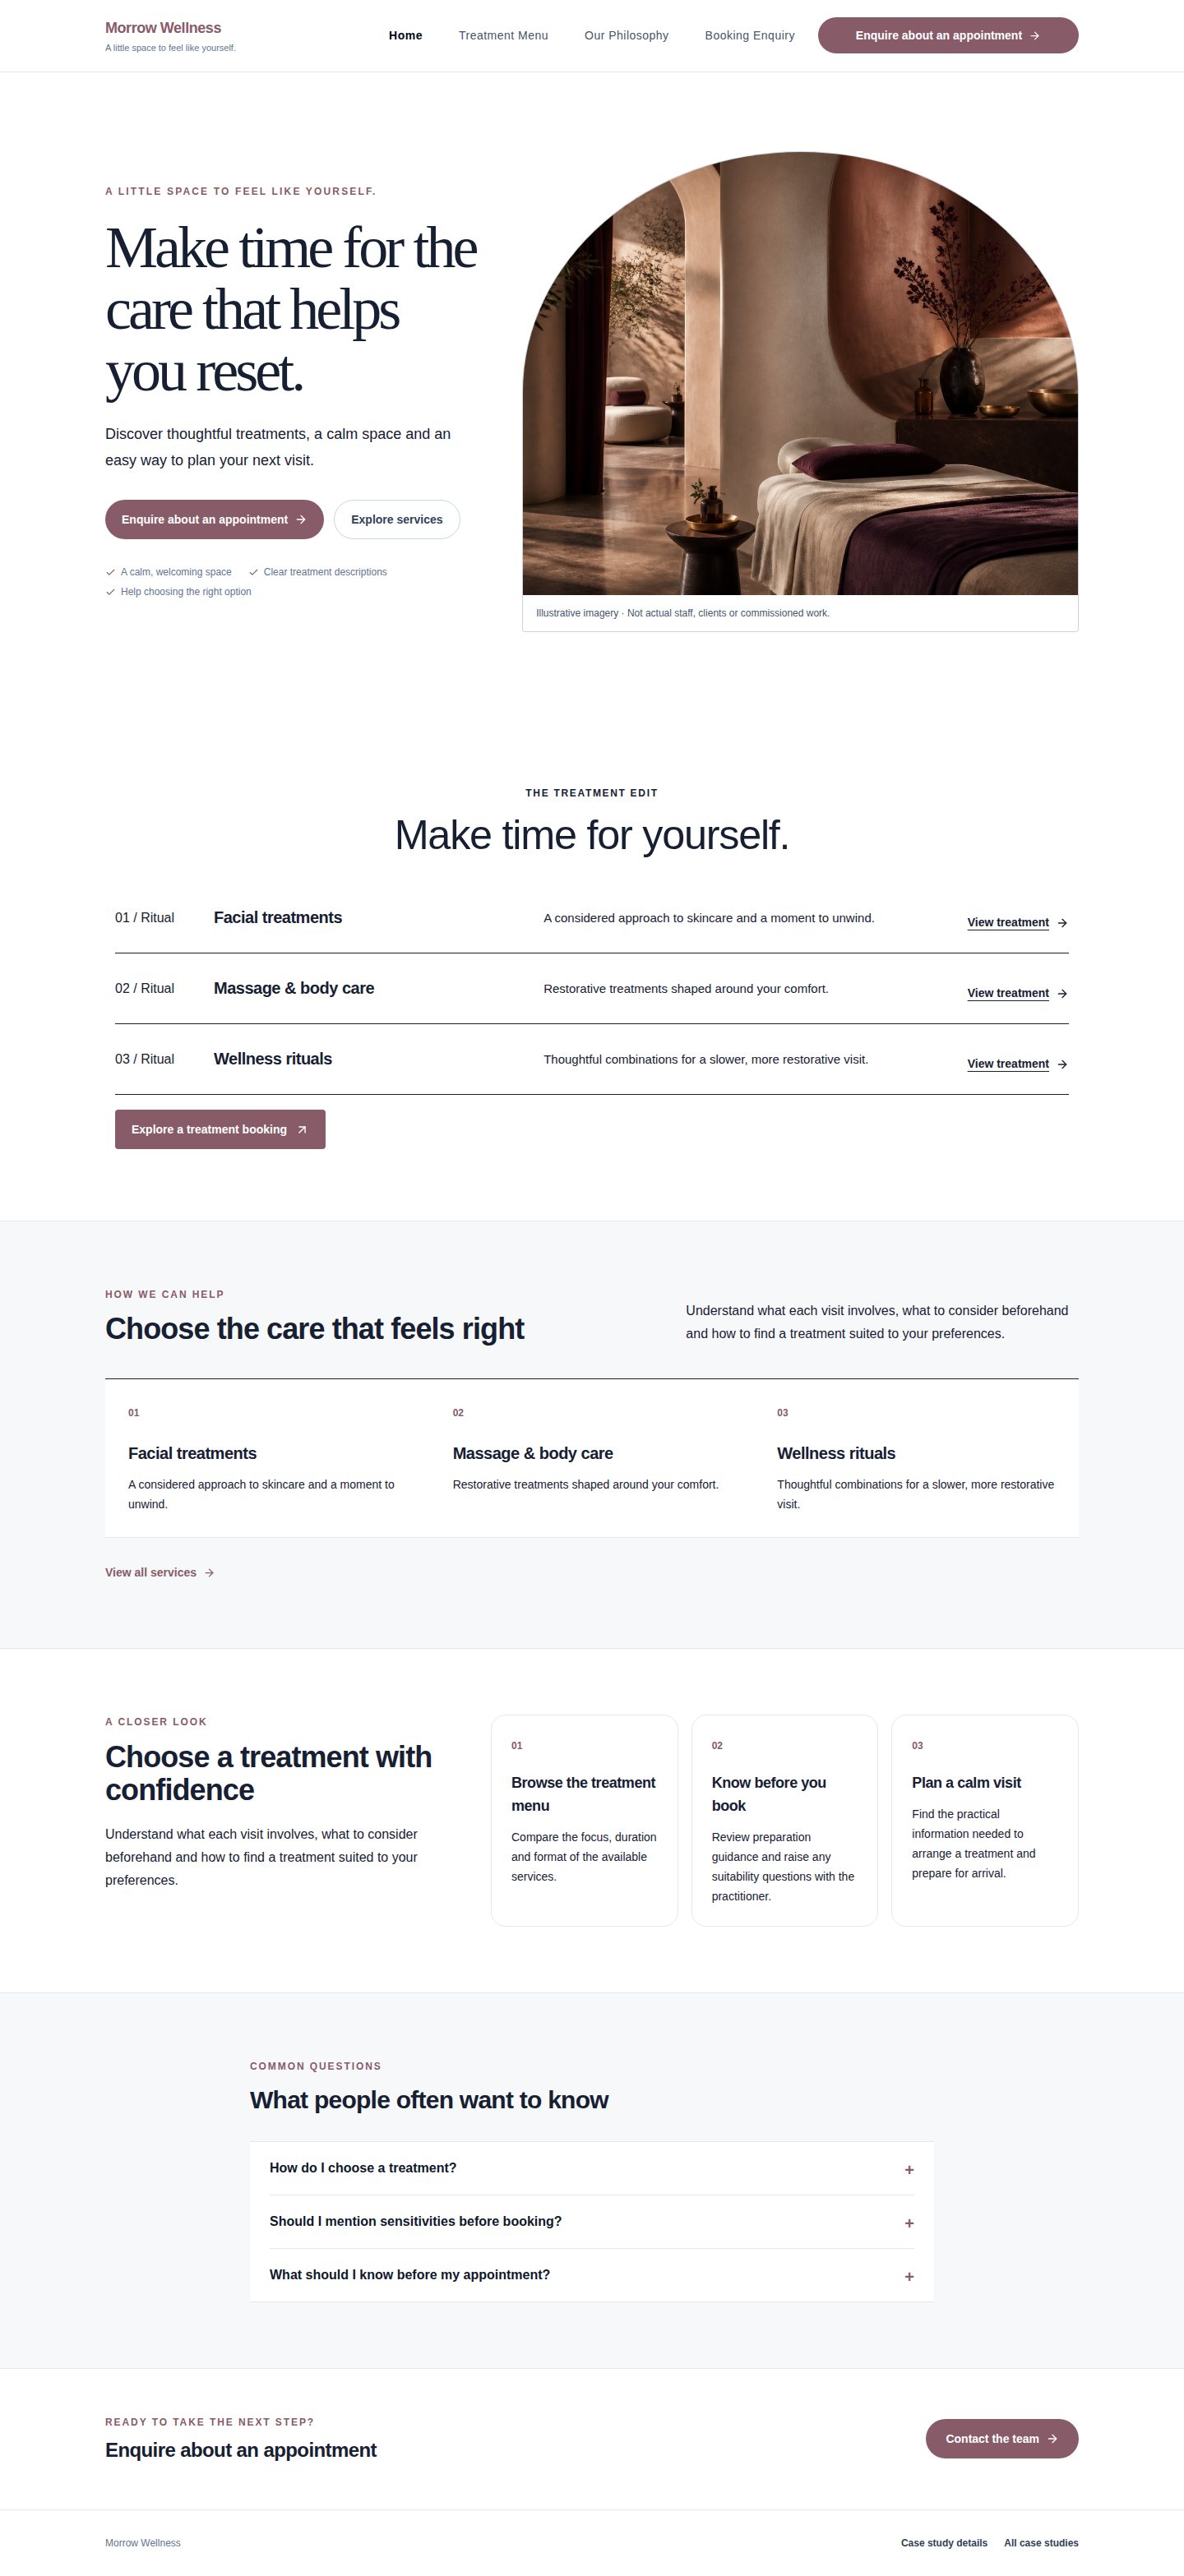 Morrow Wellness
A little space to feel like yourself.
Home
Treatment Menu
Our Philosophy
Booking Enquiry
Enquire about an appointment
A LITTLE SPACE TO FEEL LIKE YOURSELF.
Make time for the
care that helps
you reset.
Discover thoughtful treatments, a calm space and an
easy way to plan your next visit.
Enquire about an appointment
Explore services
A calm, welcoming space
Clear treatment descriptions
Help choosing the right option
Illustrative imagery · Not actual staff, clients or commissioned work.
THE TREATMENT EDIT
Make time for yourself.
01 / Ritual
Facial treatments
A considered approach to skincare and a moment to unwind.
View treatment
02 / Ritual
Massage & body care
Restorative treatments shaped around your comfort.
View treatment
03 / Ritual
Wellness rituals
Thoughtful combinations for a slower, more restorative visit.
View treatment
Explore a treatment booking
HOW WE CAN HELP
Choose the care that feels right
Understand what each visit involves, what to consider beforehand
and how to find a treatment suited to your preferences.
01
Facial treatments
A considered approach to skincare and a moment to
unwind.
02
Massage & body care
Restorative treatments shaped around your comfort.
03
Wellness rituals
Thoughtful combinations for a slower, more restorative
visit.
View all services
A CLOSER LOOK
Choose a treatment with
confidence
Understand what each visit involves, what to consider
beforehand and how to find a treatment suited to your
preferences.
01
Browse the treatment
menu
Compare the focus, duration
and format of the available
services.
02
Know before you
book
Review preparation
guidance and raise any
suitability questions with the
practitioner.
03
Plan a calm visit
Find the practical
information needed to
arrange a treatment and
prepare for arrival.
COMMON QUESTIONS
What people often want to know
How do I choose a treatment?
+
Should I mention sensitivities before booking?
+
What should I know before my appointment?
+
READY TO TAKE THE NEXT STEP?
Enquire about an appointment
Contact the team
Morrow Wellness
Case study details
All case studies